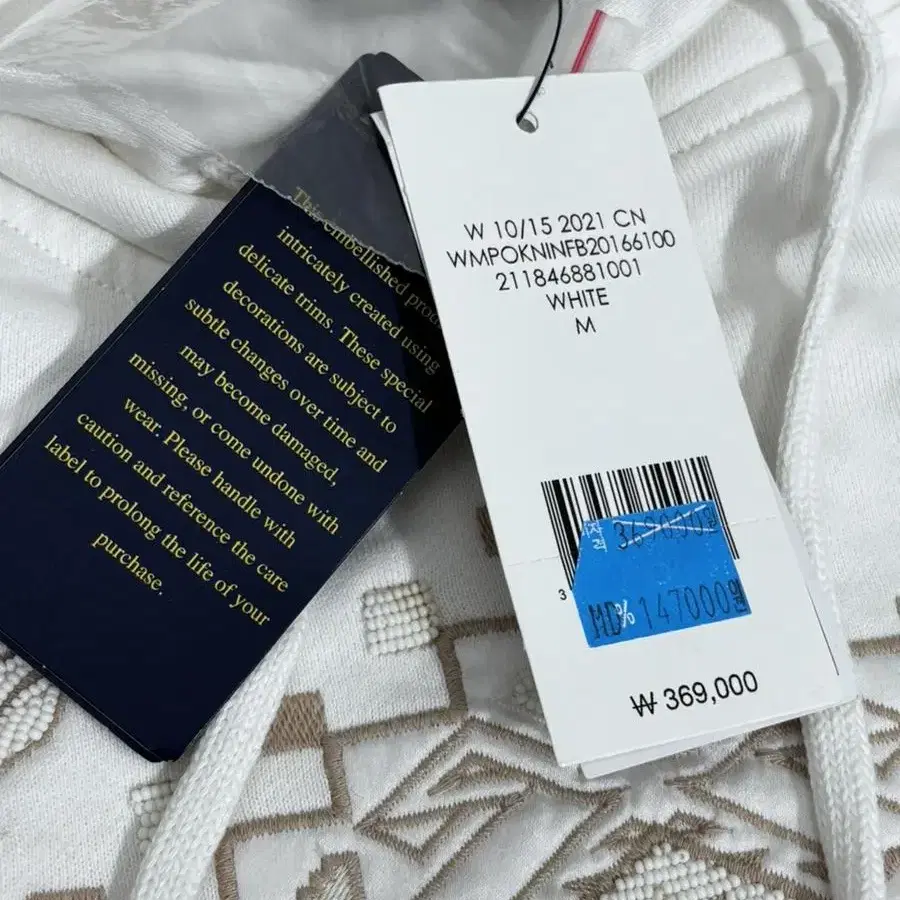 This embellished
intricately created using
delicate trims. These special
decorations are subject to
subtle changes over time and
may become damaged,
missing, or come undone with
wear. Please handle with
caution and reference the care
label to prolong the life of your
purchase.
W 10/15 2021 CN
WMPOKNINFB20166100
211846881001
WHITE
M
3
MD% 147000원
₩ 369,000